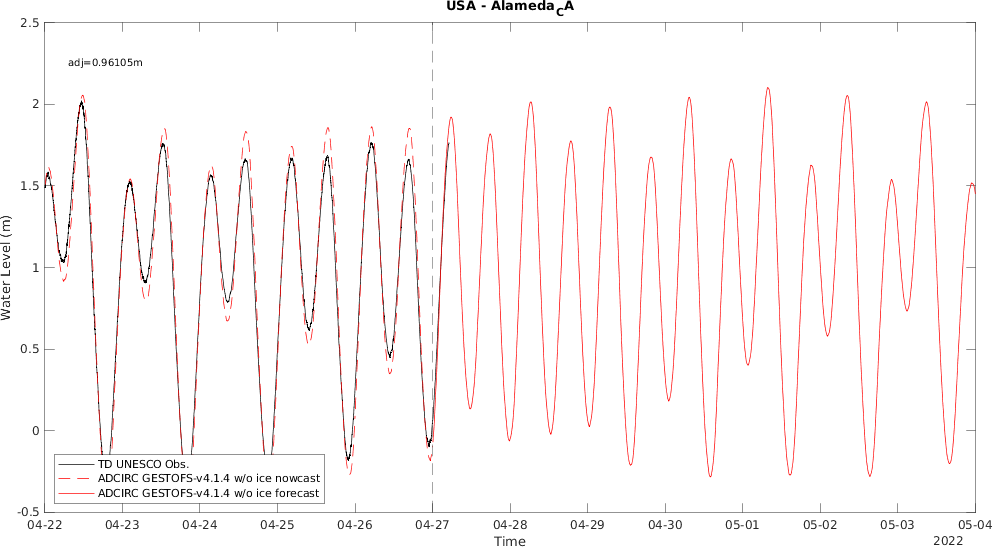 USA - Alameda_CA
adj=0.96105m
2.5
2
1.5
1
0.5
0
-0.5
Water Level (m)
TD UNESCO Obs.
ADCIRC GESTOFS-v4.1.4 w/o ice nowcast
ADCIRC GESTOFS-v4.1.4 w/o ice forecast
04-22 04-23 04-24 04-25 04-26 04-27 04-28 04-29 04-30 05-01 05-02 05-03 05-04
Time
2022